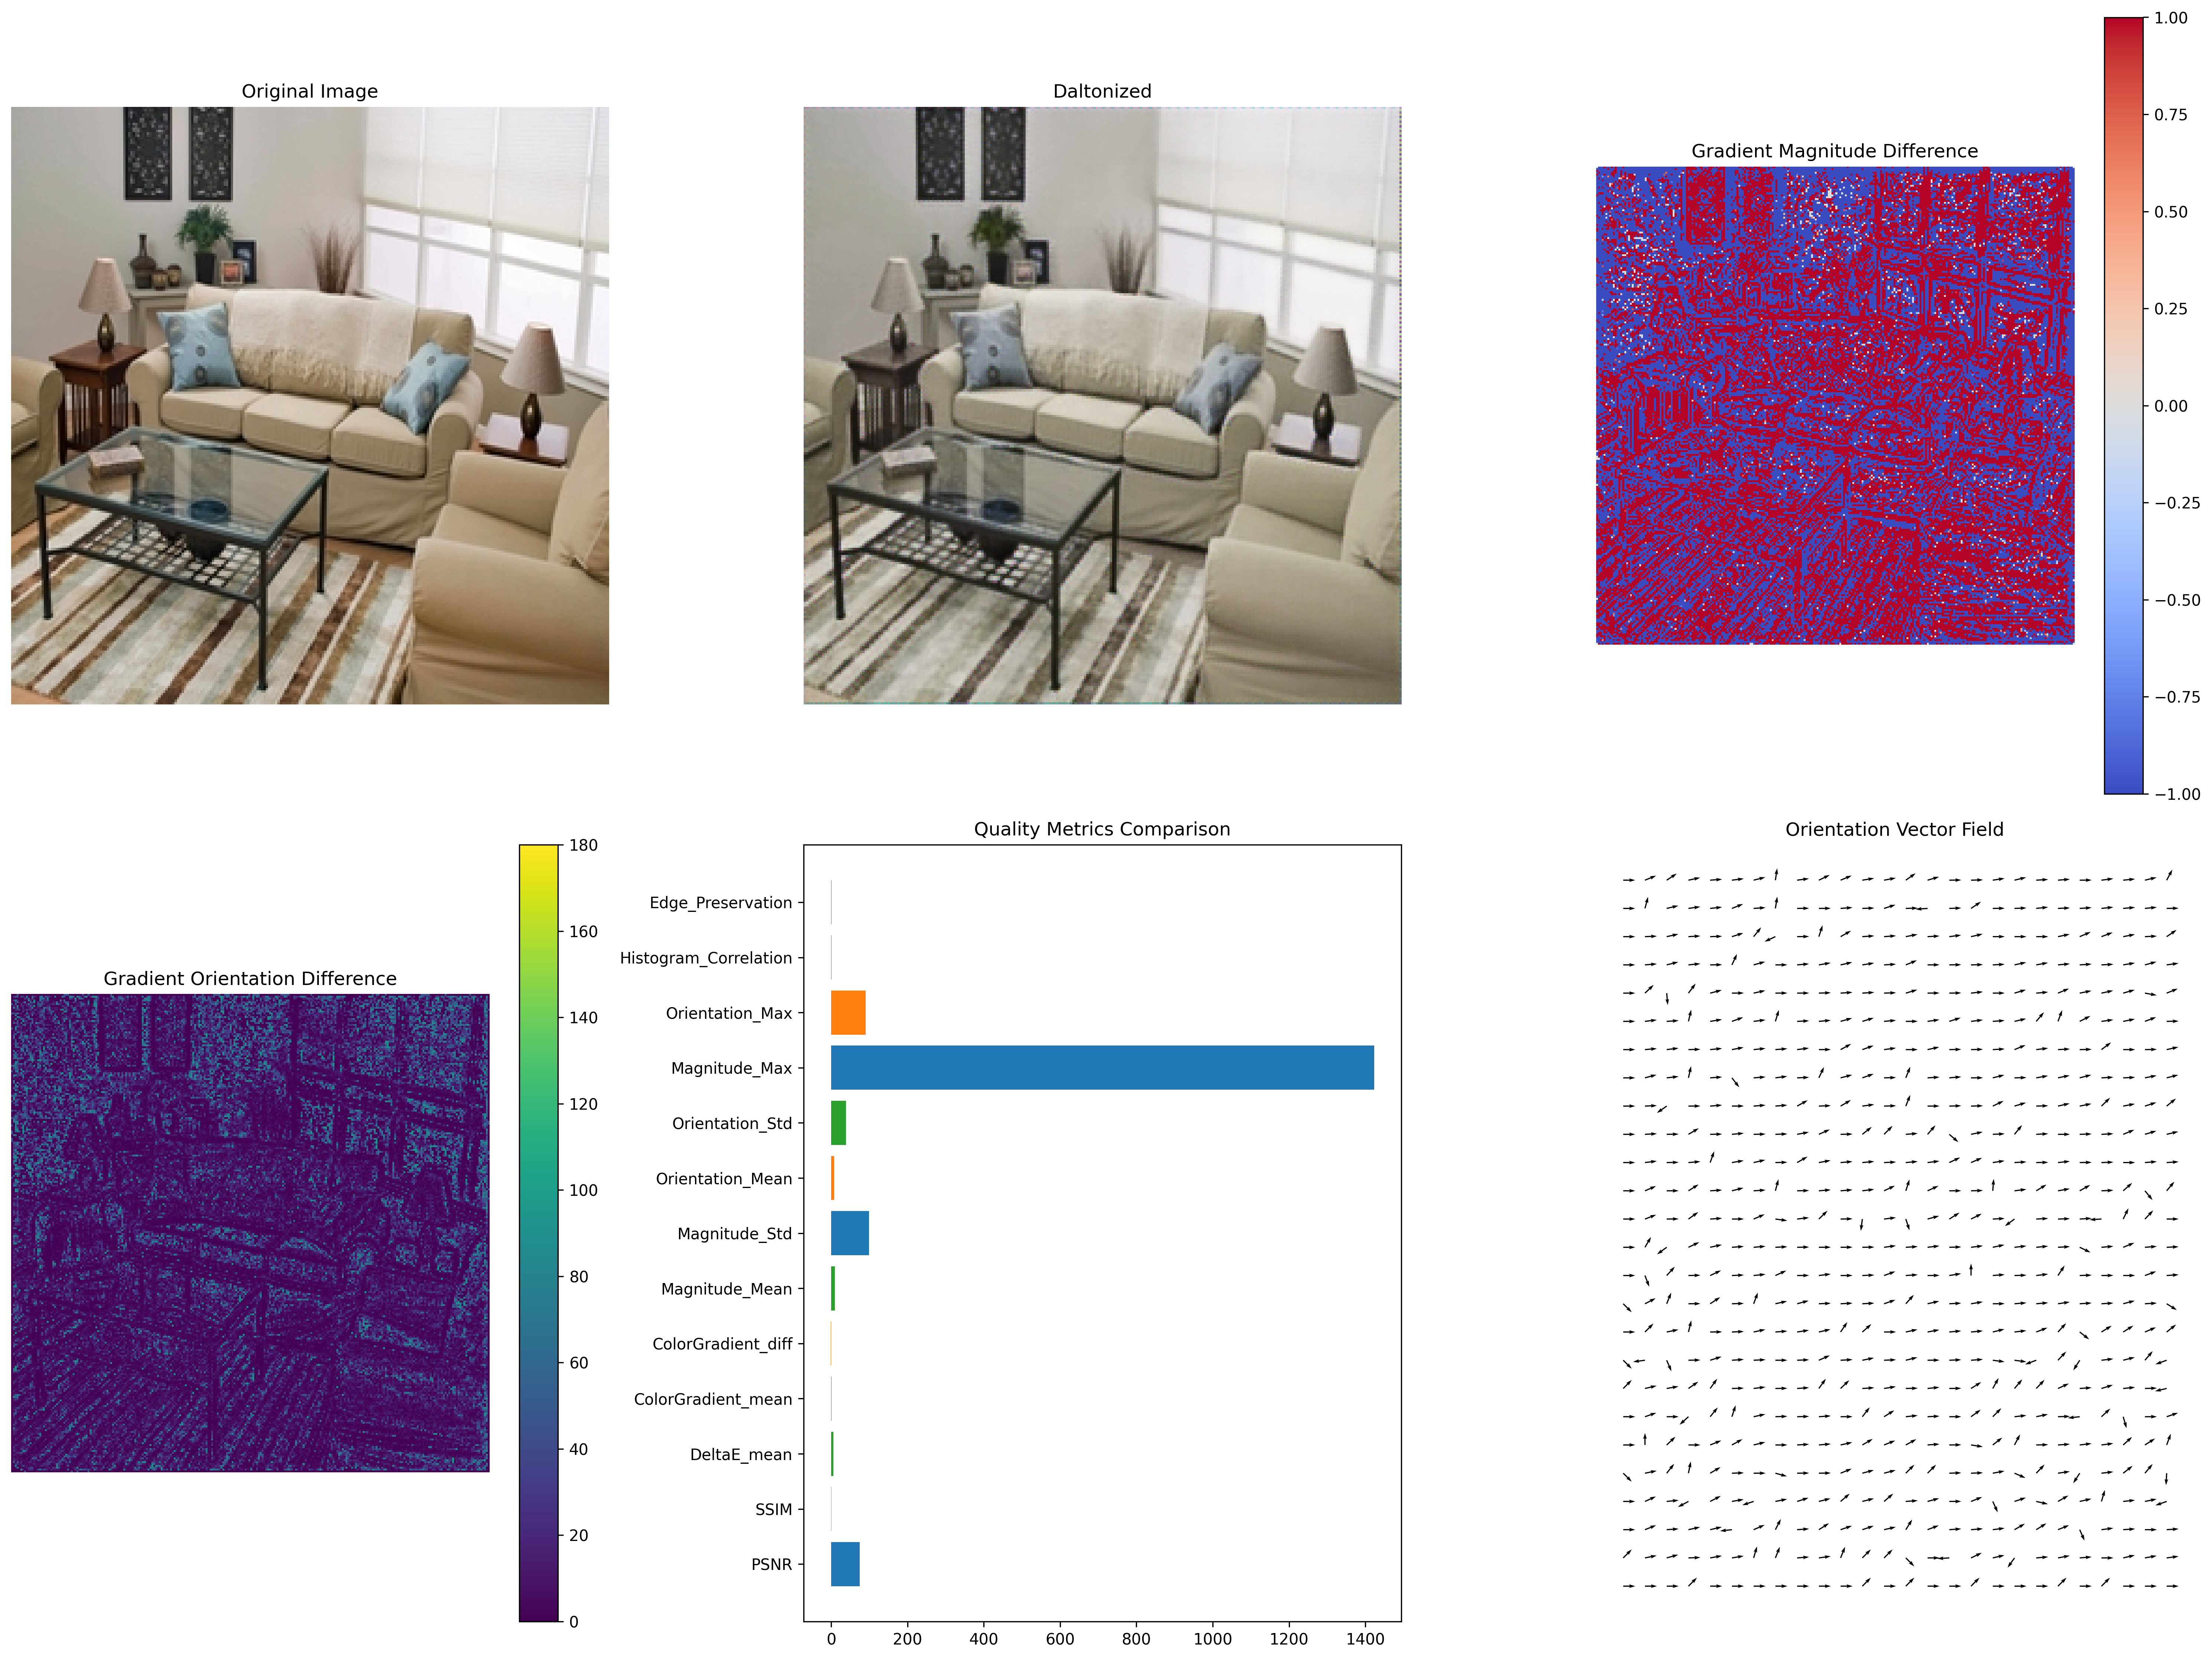 Original Image
Daltonized
Gradient Magnitude Difference
1.00
0.75
0.50
0.25
0.00
−0.25
−0.50
−0.75
−1.00
Gradient Orientation Difference
180
160
140
120
100
80
60
40
20
0
Quality Metrics Comparison
Edge_Preservation
Histogram_Correlation
Orientation_Max
Magnitude_Max
Orientation_Std
Orientation_Mean
Magnitude_Std
Magnitude_Mean
ColorGradient_diff
ColorGradient_mean
DeltaE_mean
SSIM
PSNR
0 200 400 600 800 1000 1200 1400
Orientation Vector Field